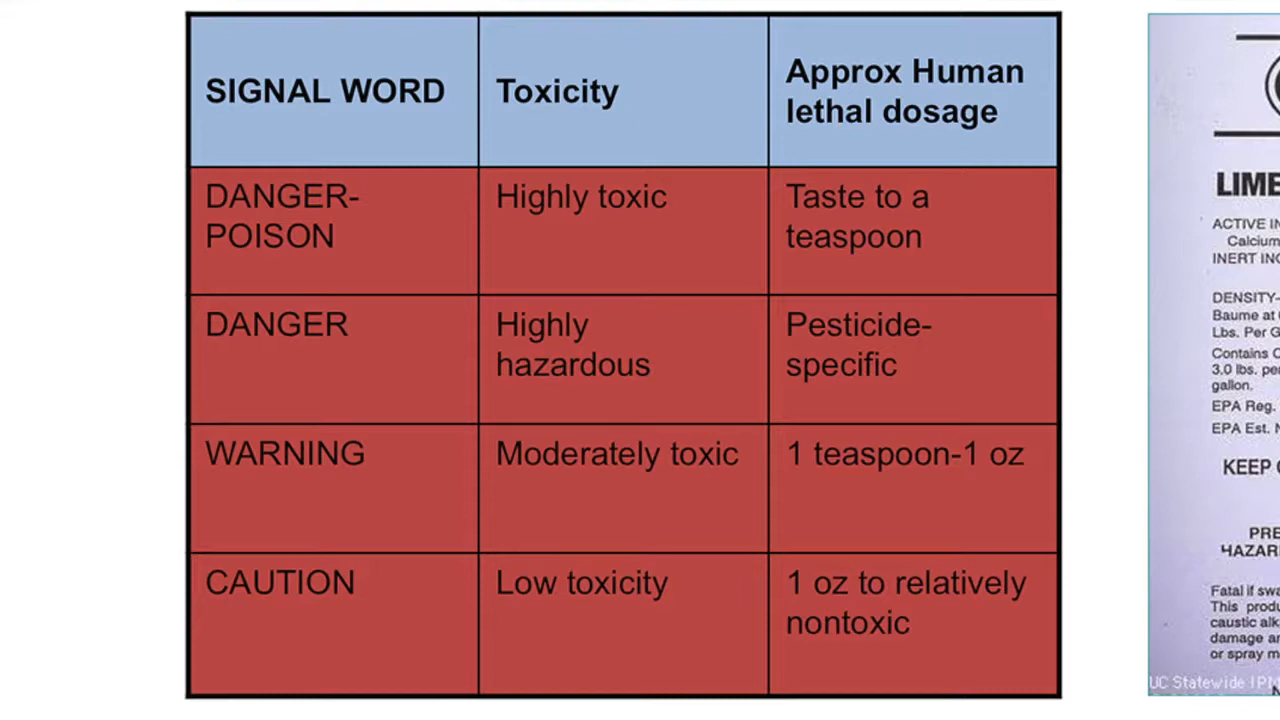 SIGNAL WORD
Toxicity
Approx Human
lethal dosage
DANGER-
POISON
Highly toxic
Taste to a
teaspoon
DANGER
Highly
hazardous
Pesticide-
specific
WARNING
Moderately toxic
1 teaspoon-1 oz
CAUTION
Low toxicity
1 oz to relatively
nontoxic
LIME
ACTIVE IN
Calcium
INERT ING
DENSITY-
Baume at
Lbs. Per G
Contains C
3.0 lbs. per
gallon.
EPA Reg.
EPA Est. N
KEEP
PRE
HAZAR
Fatal if swa
This produ
caustic alk
damage an
or spray m
UC Statewide IPM